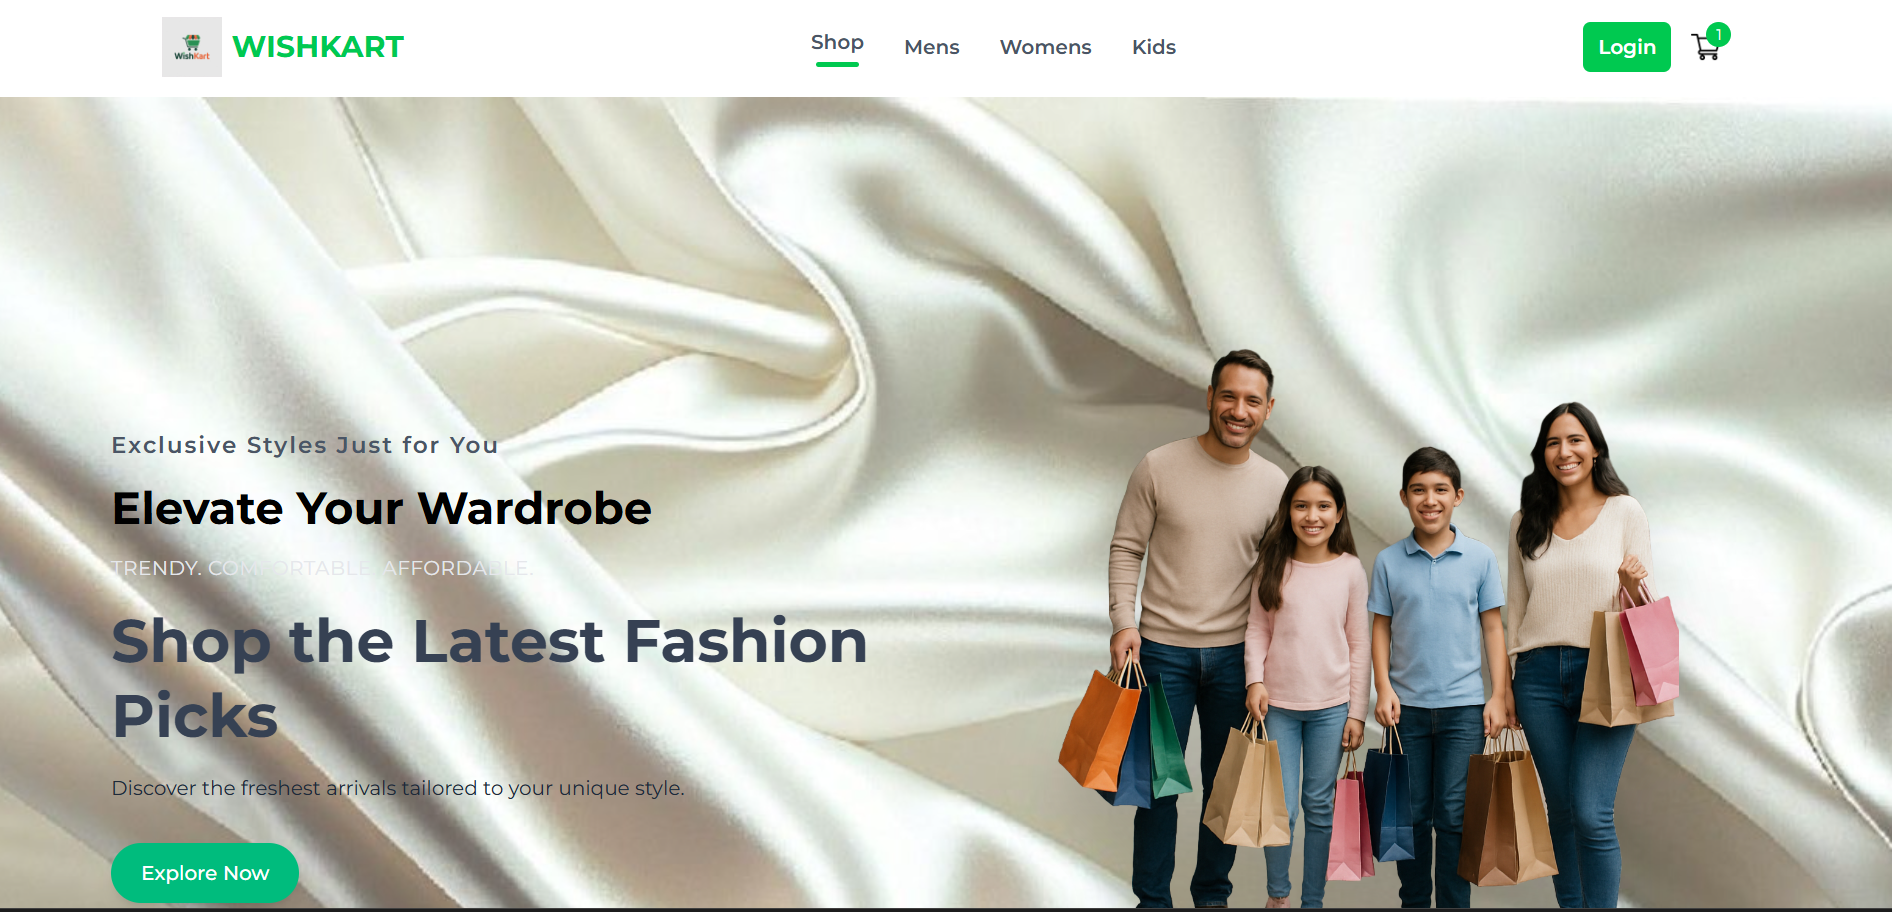 WishKart
WISHKART
Shop
Mens
Womens
Kids
Login
1
Exclusive Styles Just for You
Elevate Your Wardrobe
TRENDY. COMFORTABLE. AFFORDABLE.
Shop the Latest Fashion
Picks
Discover the freshest arrivals tailored to your unique style.
Explore Now